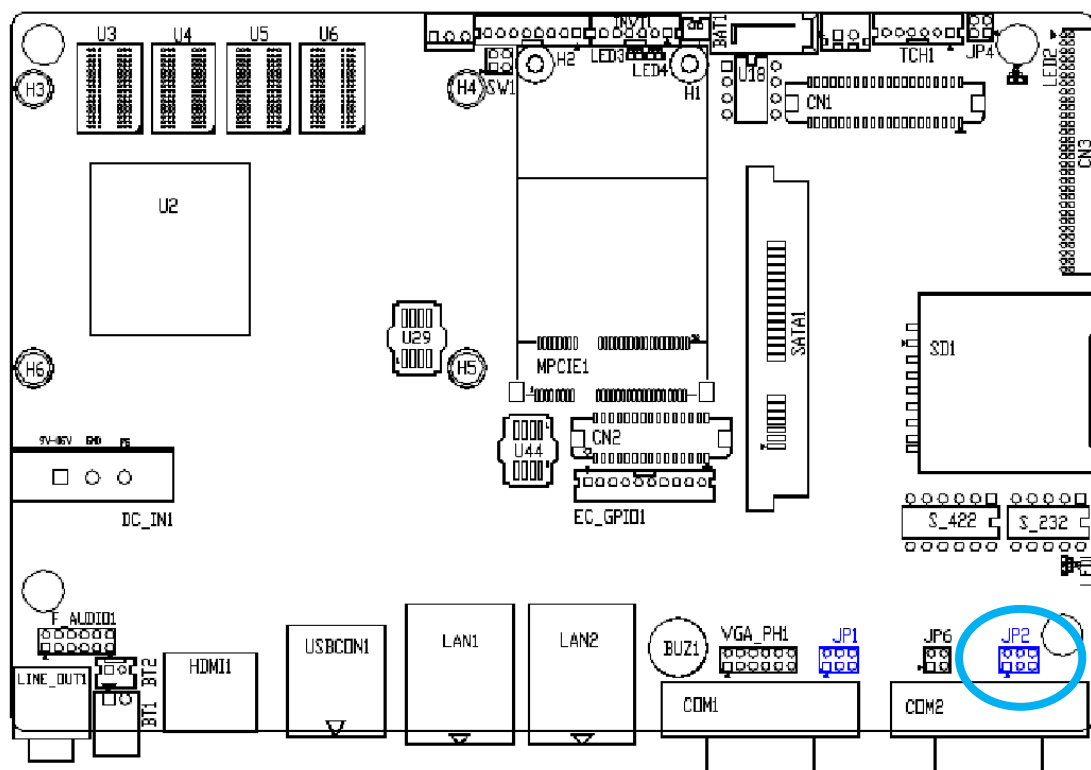 U3
U4
U5
U6
INVT1
BAT1
TCH1
JP4
LED2
H3
H4
SW1
H2
LED3
LED4
H1
U18
CN1
CN3
U2
U29
H6
H5
MPCIE1
SATA1
SD1
9V-36V
GND
FG
DC_IN1
U44
CN2
EC_GPIO1
S_422
S_232
F_AUDIO1
LINE_OUT1
BT2
BT1
HDMI1
USBCON1
LAN1
LAN2
BUZ1
VGA_PH1
JP1
JP6
JP2
COM1
COM2